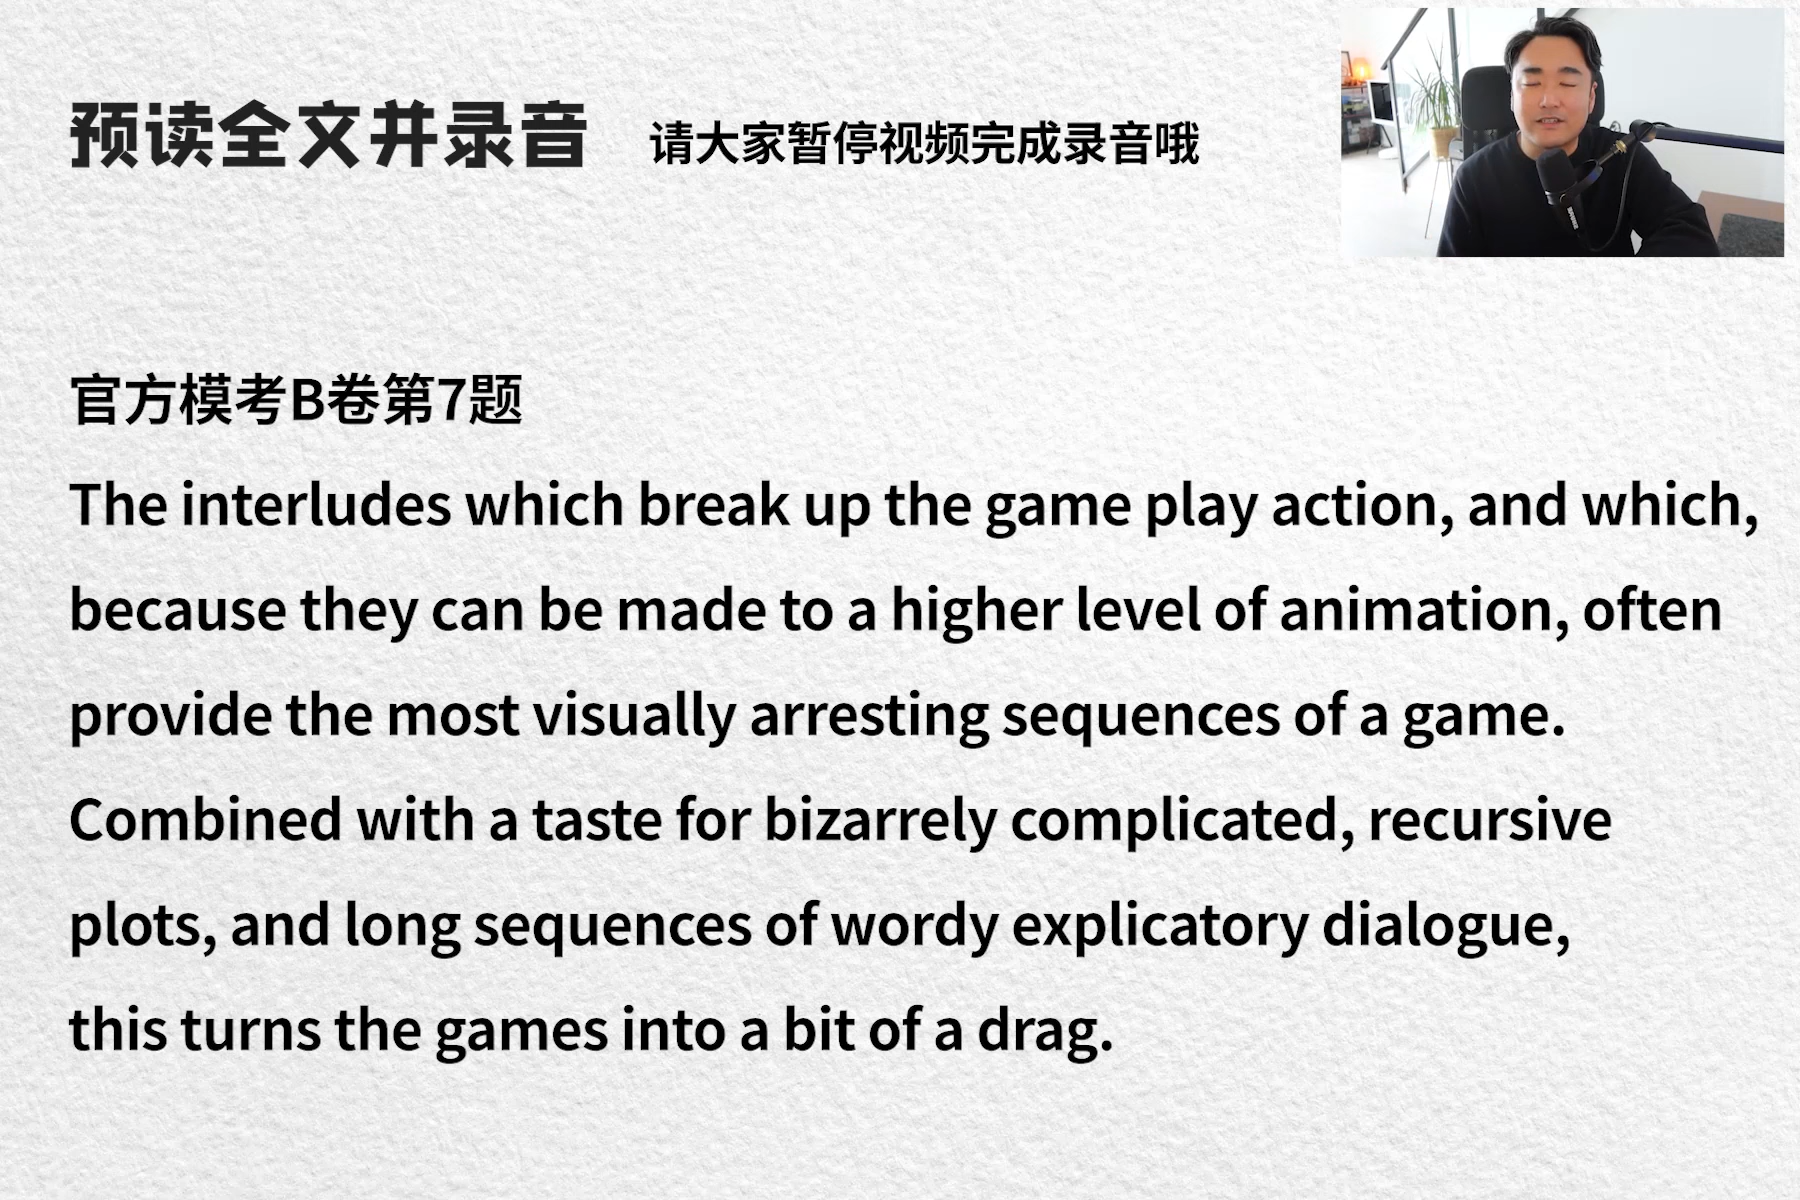 预读全文并录音 请大家暂停视频完成录音哦
官方模考B卷第7题
The interludes which break up the game play action, and which,
because they can be made to a higher level of animation, often
provide the most visually arresting sequences of a game.
Combined with a taste for bizarrely complicated, recursive
plots, and long sequences of wordy explicatory dialogue,
this turns the games into a bit of a drag.